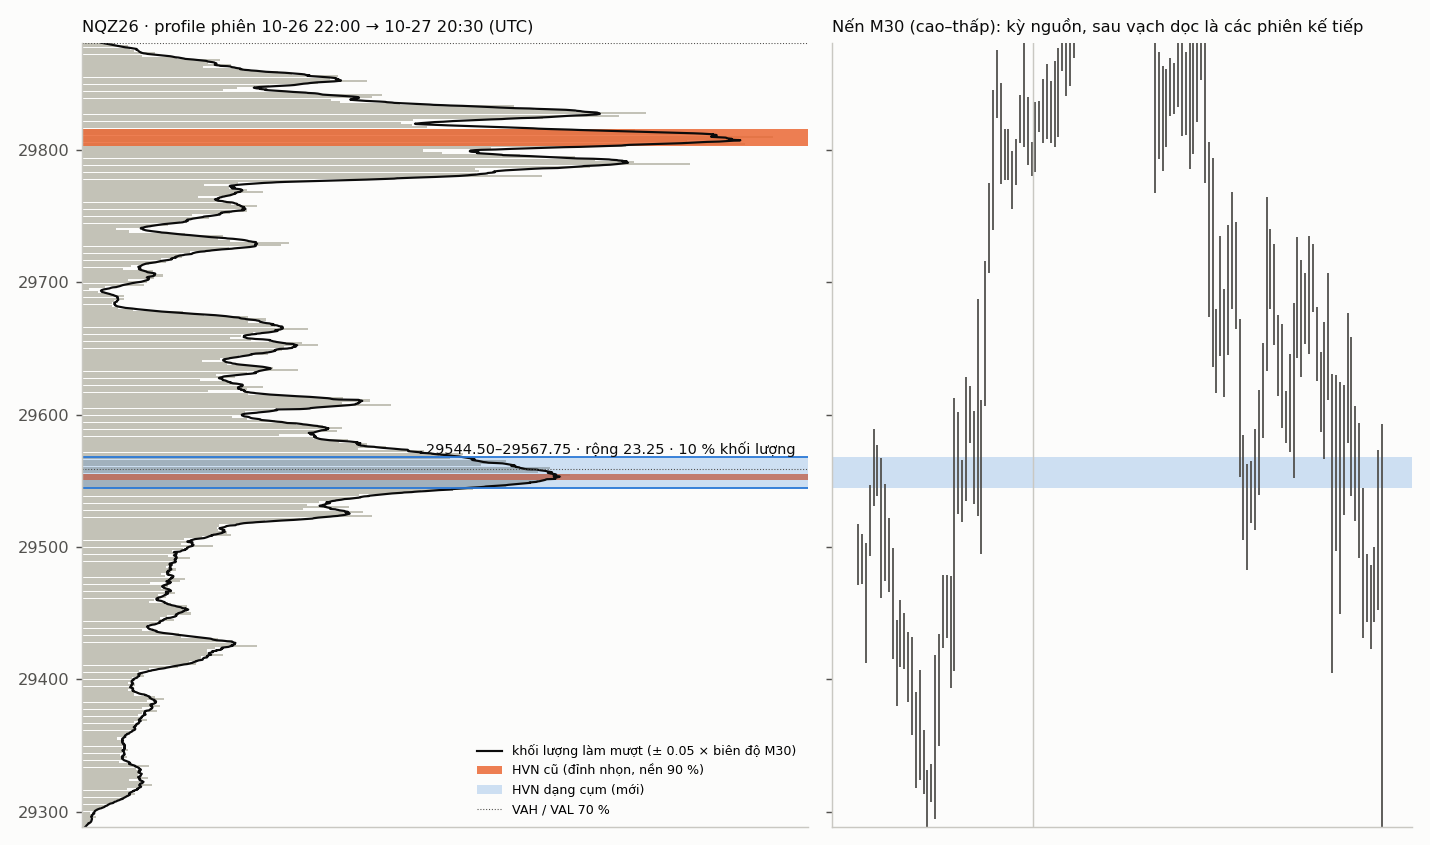 NQZ26 · profile phiên 10-26 22:00 → 10-27 20:30 (UTC)
Nến M30 (cao–thấp): kỳ nguồn, sau vạch dọc là các phiên kế tiếp
29800
29700
29600
29544.50–29567.75 · rộng 23.25 · 10 % khối lượng
29500
29400
29300
khối lượng làm mượt (± 0.05 × biên độ M30)
HVN cũ (đỉnh nhọn, nền 90 %)
HVN dạng cụm (mới)
VAH / VAL 70 %